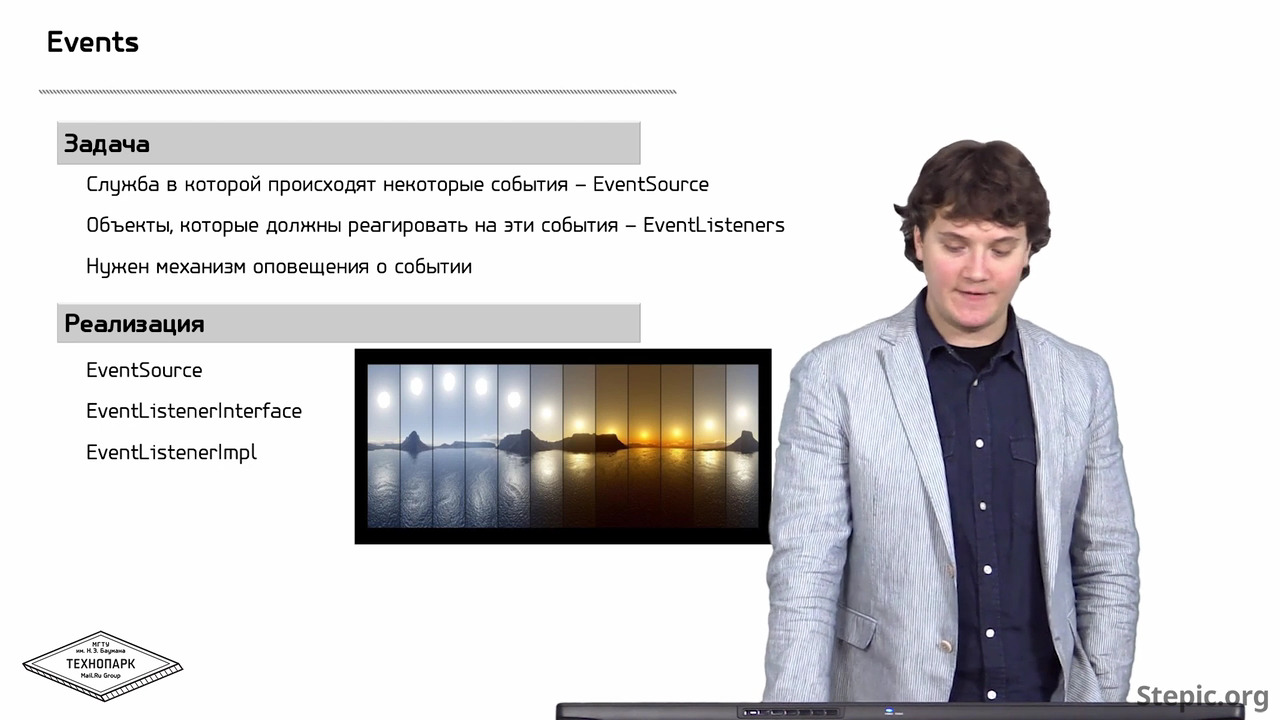 Events
Задача
Служба в которой происходят некоторые события – EventSource
Объекты, которые должны реагировать на эти события – EventListeners
Нужен механизм оповещения о событии
Реализация
EventSource
EventListenerInterface
EventListenerImpl
МГТУ
им. Н.Э. Баумана
ТЕХНОПАРК
Mail.Ru Group
Stepic.org